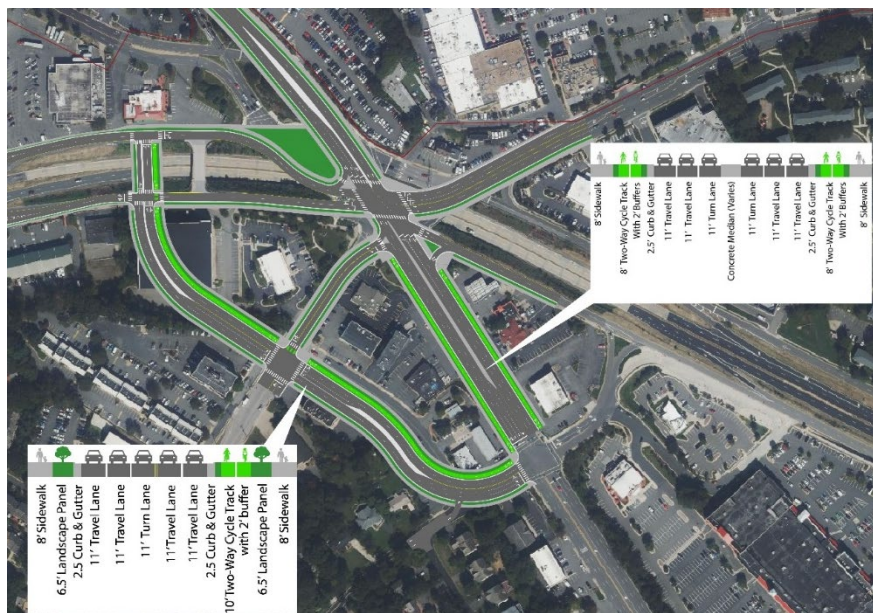 8' Sidewalk
8' Two-Way Cycle Track
With 2' Buffers
2.5' Curb & Gutter
11' Travel Lane
11' Travel Lane
11' Turn Lane
Concrete Median (Varies)
11' Turn Lane
11' Travel Lane
11' Travel Lane
2.5' Curb & Gutter
8' Two-Way Cycle Track
With 2' Buffers
8' Sidewalk
8' Sidewalk
6.5' Landscape Panel
2.5 Curb & Gutter
11' Travel Lane
11' Travel Lane
11' Turn Lane
11'Travel Lane
11'Travel Lane
2.5 Curb & Gutter
10' Two-Way Cycle Track
with 2' buffer
6.5' Landscape Panel
8' Sidewalk